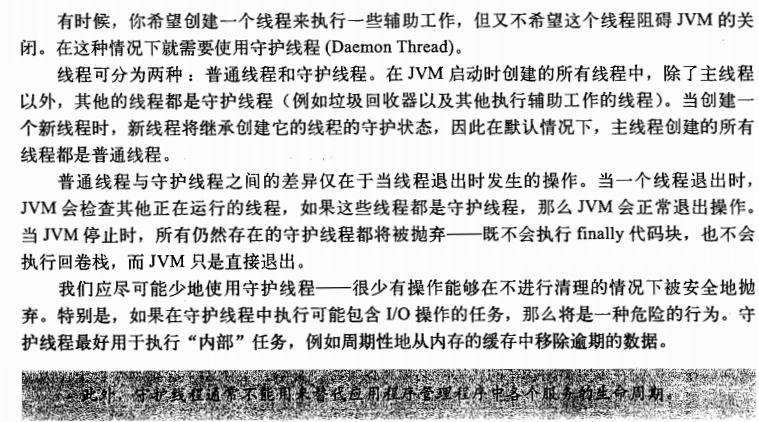 有时候，你希望创建一个线程来执行一些辅助工作，但又不希望这个线程阻碍 JVM 的关
闭。在这种情况下就需要使用守护线程 (Daemon Thread)。
线程可分为两种：普通线程和守护线程。在 JVM 启动时创建的所有线程中，除了主线程
以外，其他的线程都是守护线程（例如垃圾回收器以及其他执行辅助工作的线程）。当创建一
个新线程时，新线程将继承创建它的线程的守护状态，因此在默认情况下，主线程创建的所有
线程都是普通线程。
普通线程与守护线程之间的差异仅在于当线程退出时发生的操作。当一个线程退出时，
JVM 会检查其他正在运行的线程，如果这些线程都是守护线程，那么 JVM 会正常退出操作。
当 JVM 停止时，所有仍然存在的守护线程都将被抛弃——既不会执行 finally 代码块，也不会
执行回卷栈，而 JVM 只是直接退出。
我们应尽可能少地使用守护线程——很少有操作能够在不进行清理的情况下被安全地抛
弃。特别是，如果在守护线程中执行可能包含 I/O 操作的任务，那么将是一种危险的行为。守
护线程最好用于执行“内部”任务，例如周期性地从内存的缓存中移除逾期的数据。
此外，守护线程通常不能用来替代应用程序管理程序中各个服务的生命周期。